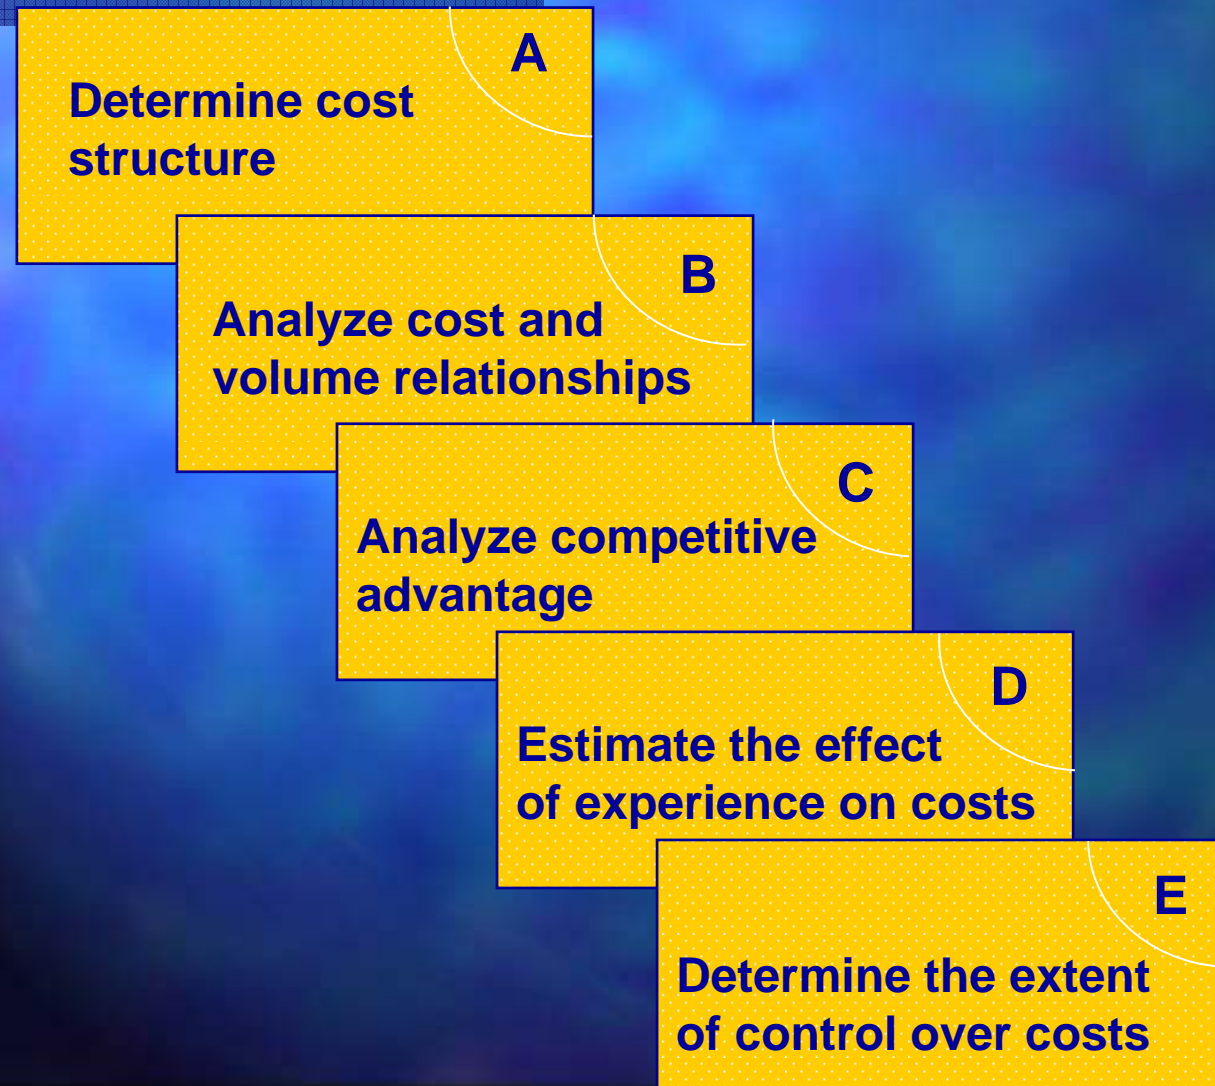 A
Determine cost
structure
B
Analyze cost and
volume relationships
C
Analyze competitive
advantage
D
Estimate the effect
of experience on costs
E
Determine the extent
of control over costs